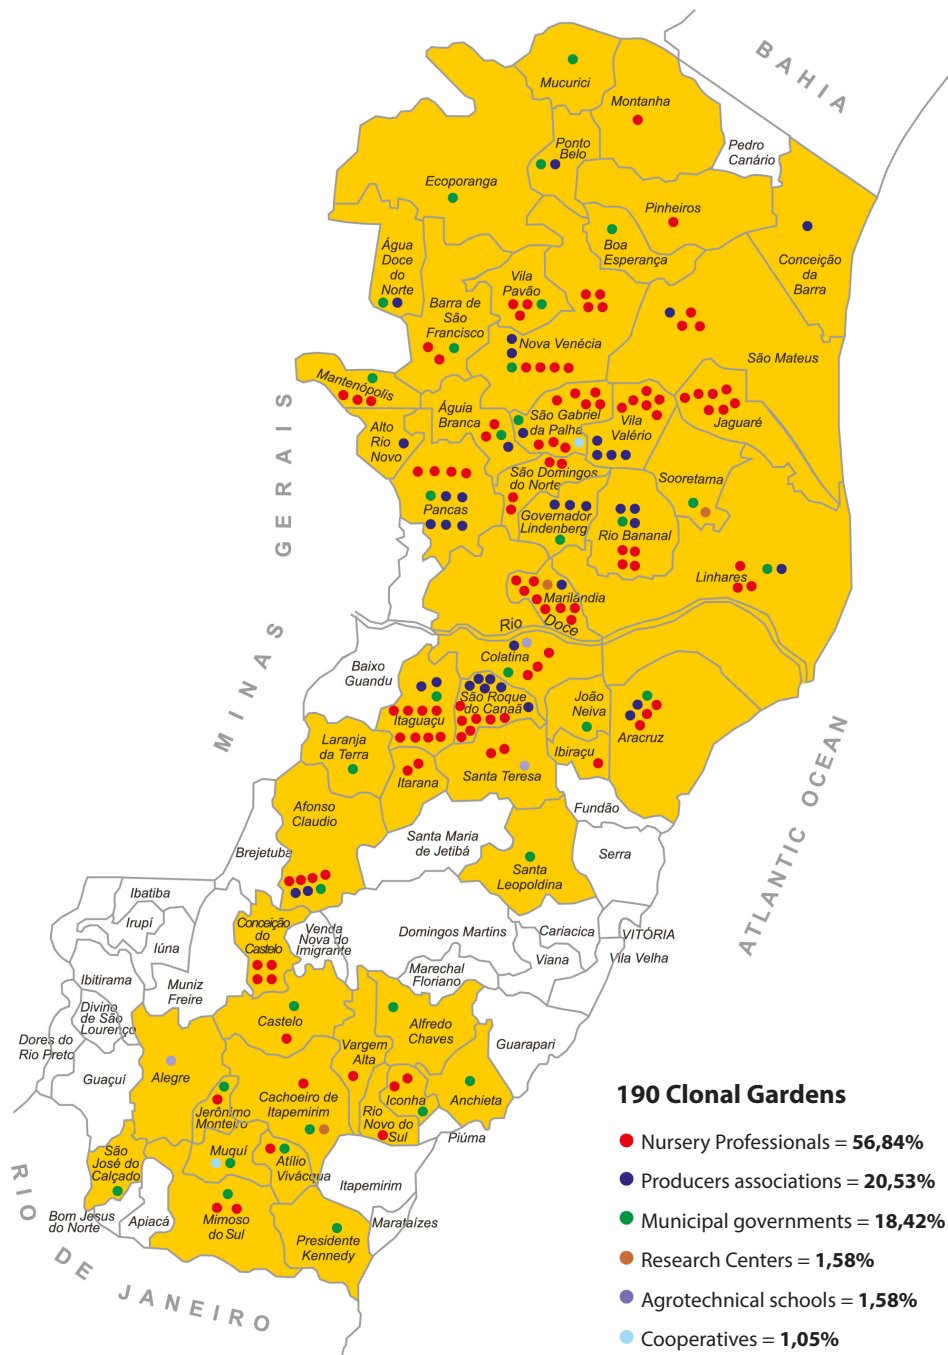 BAHIA
Mucurici
Montanha
Ponto
Belo
Pedro
Canário
Ecoporanga
Pinheiros
Água
Doce
do
Norte
Boa
Esperança
Conceição
da
Barra
Vila
Pavão
Barra de
São
Francisco
Nova Venécia
São Mateus
MINAS GERAIS
Mantenópolis
Águia
Branca
São Gabriel
da Palha
Vila
Valério
Jaguaré
Alto
Rio
Novo
São Domingos
do Norte
Sooretama
Pancas
Governador
Lindenberg
Rio Bananal
Linhares
Marilândia
Rio Doce
Colatina
Baixo
Guandu
São Roque
do Canaã
João
Neiva
Itaguaçu
Aracruz
Laranja
da Terra
Ibiraçu
Itarana
Santa Teresa
ATLANTIC OCEAN
Afonso
Claudio
Fundão
Santa Maria
de Jetibá
Brejetuba
Serra
Santa
Leopoldina
Ibatiba
Irupí
Iúna
Conceição
do
Castelo
Venda
Nova do
Imigrante
Domingos Martins
Cariacica
VITÓRIA
Viana
Vila Velha
Marechal
Floriano
Ibitirama
Muniz
Freire
Divino
de São
Lourenço
Castelo
Alfredo
Chaves
Dores do
Rio Preto
Vargem
Alta
Guarapari
Guaçuí
Alegre
Cachoeiro de
Itapemirim
Iconha
Anchieta
Jerônimo
Monteiro
Rio
Novo do
Sul
Piúma
São
José do
Calçado
Muquí
Atílio
Vivácqua
Itapemirim
Bom Jesus
do Norte
Apiacá
Mimoso
do Sul
Marataízes
Presidente
Kennedy
RIO DE JANEIRO
190 Clonal Gardens
Nursery Professionals = 56,84%
Producers associations = 20,53%
Municipal governments = 18,42%
Research Centers = 1,58%
Agrotechnical schools = 1,58%
Cooperatives = 1,05%